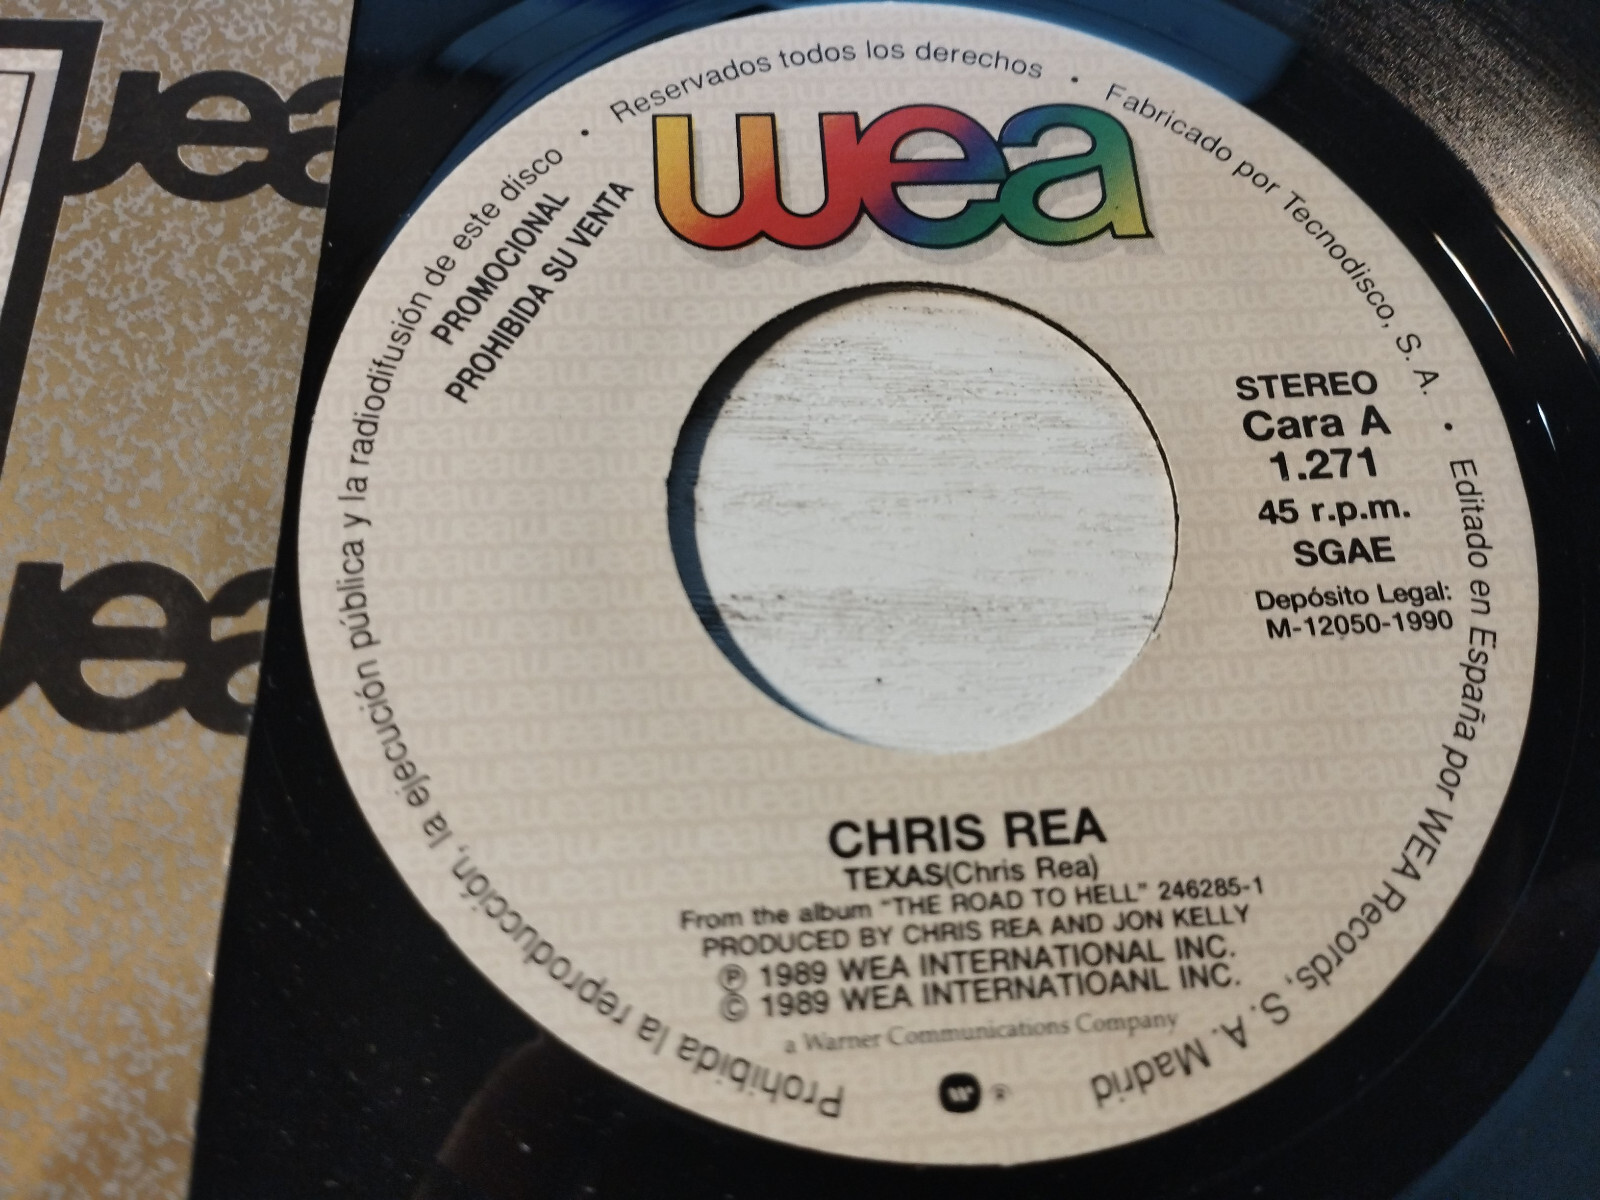 wea
wea
wea
Prohibida la reproducción, la ejecución pública y la radiodifusión de este disco • Reservados todos los derechos • Fabricado por Tecnodisco, S. A. • Editado en España por WEA Records, S. A. Madrid
PROMOCIONAL
PROHIBIDA SU VENTA
STEREO
Cara A
1.271
45 r.p.m.
SGAE
Depósito Legal:
M-12050-1990
CHRIS REA
TEXAS(Chris Rea)
From the album "THE ROAD TO HELL" 246285-1
PRODUCED BY CHRIS REA AND JON KELLY
℗ 1989 WEA INTERNATIONAL INC.
© 1989 WEA INTERNATIOANL INC.
a Warner Communications Company
®